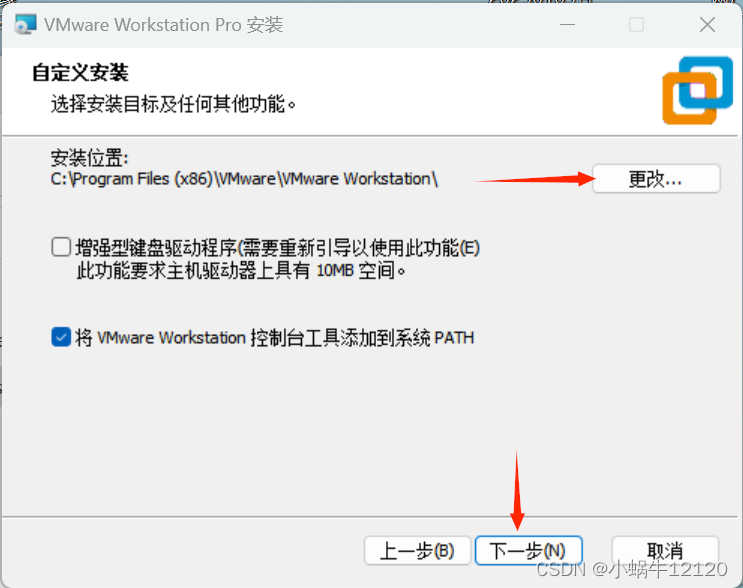 VMware Workstation Pro 安装
自定义安装
选择安装目标及任何其他功能。
安装位置:
C:\Program Files (x86)\VMware\VMware Workstation\
更改...
增强型键盘驱动程序(需要重新引导以使用此功能(E)
此功能要求主机驱动器上具有 10MB 空间。
将 VMware Workstation 控制台工具添加到系统 PATH
上一步(B) 下一步(N) 取消
CSDN @小蜗牛12120